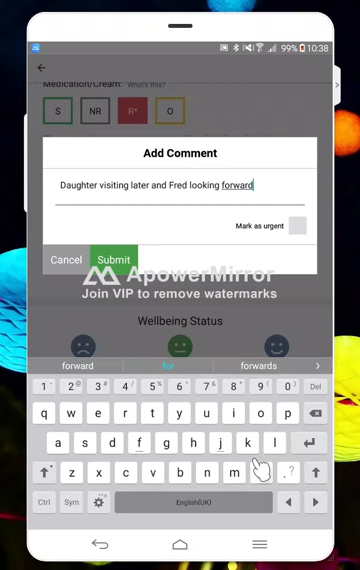 99% 10:38
Medication/Cream: What's this?
S NR R* O
Add Comment
Daughter visiting later and Fred looking forward
Mark as urgent
Cancel Submit
ApowerMirror
Join VIP to remove watermarks
Wellbeing Status
forward for forwards
1 ! 2 @ 3 # 4 / 5 % 6 ^ 7 & 8 * 9 ( 0 ) Del
q w e r t y u i o p
a s d f g h j k l
z x c v b n m . ?
Ctrl Sym English(UK)